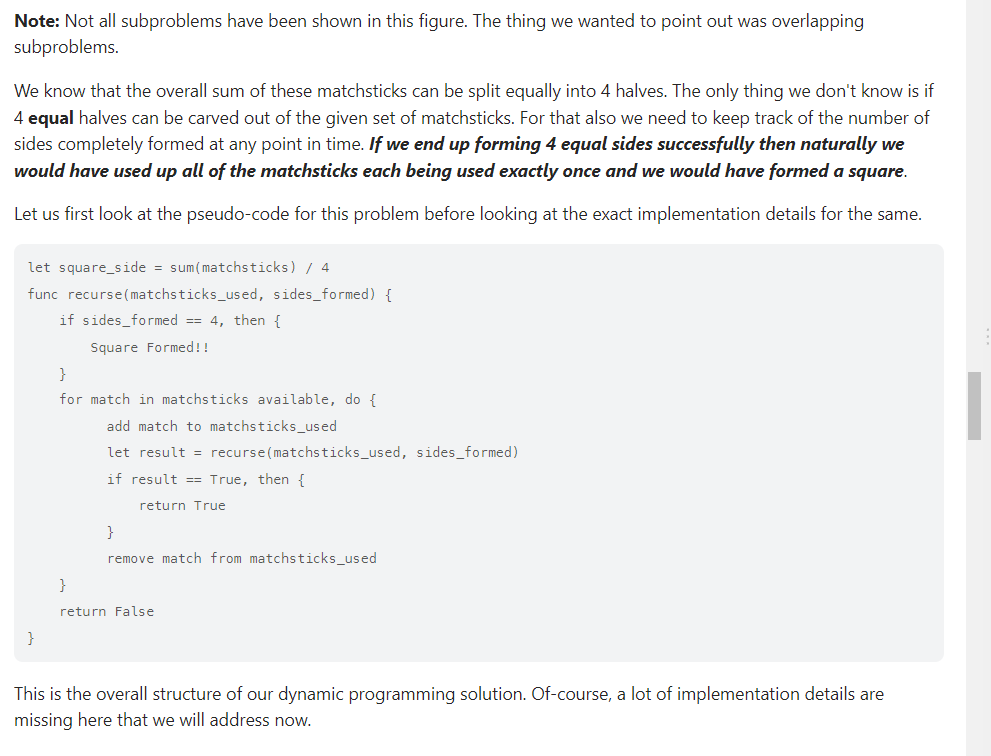 Note: Not all subproblems have been shown in this figure. The thing we wanted to point out was overlapping
subproblems.
We know that the overall sum of these matchsticks can be split equally into 4 halves. The only thing we don't know is if
4 equal halves can be carved out of the given set of matchsticks. For that also we need to keep track of the number of
sides completely formed at any point in time. If we end up forming 4 equal sides successfully then naturally we
would have used up all of the matchsticks each being used exactly once and we would have formed a square.
Let us first look at the pseudo-code for this problem before looking at the exact implementation details for the same.
let square_side = sum(matchsticks) / 4
func recurse(matchsticks_used, sides_formed) {
    if sides_formed == 4, then {
        Square Formed!!
    }
    for match in matchsticks available, do {
          add match to matchsticks_used
          let result = recurse(matchsticks_used, sides_formed)
          if result == True, then {
              return True
          }
          remove match from matchsticks_used
    }
    return False
}
This is the overall structure of our dynamic programming solution. Of-course, a lot of implementation details are
missing here that we will address now.